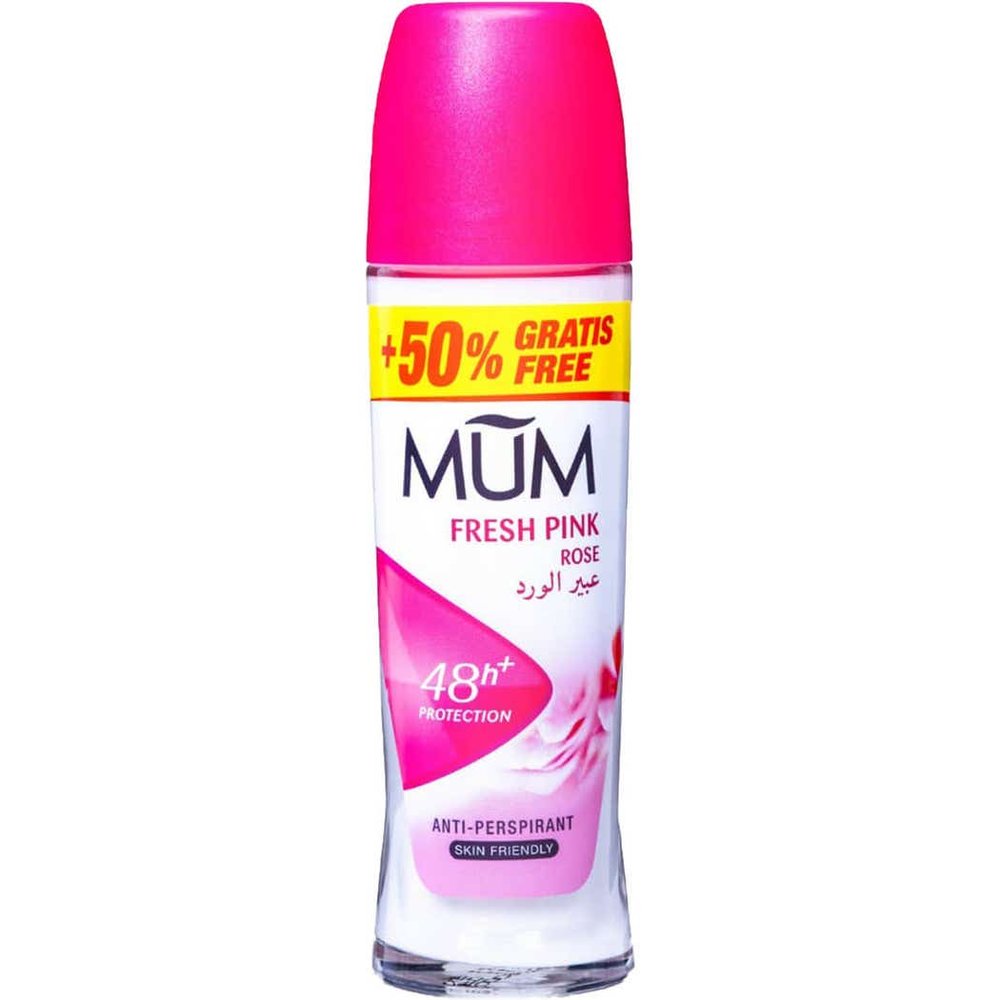 +50% GRATIS
FREE
MUM
FRESH PINK
ROSE
عبير الورد
48h+
PROTECTION
ANTI-PERSPIRANT
SKIN FRIENDLY